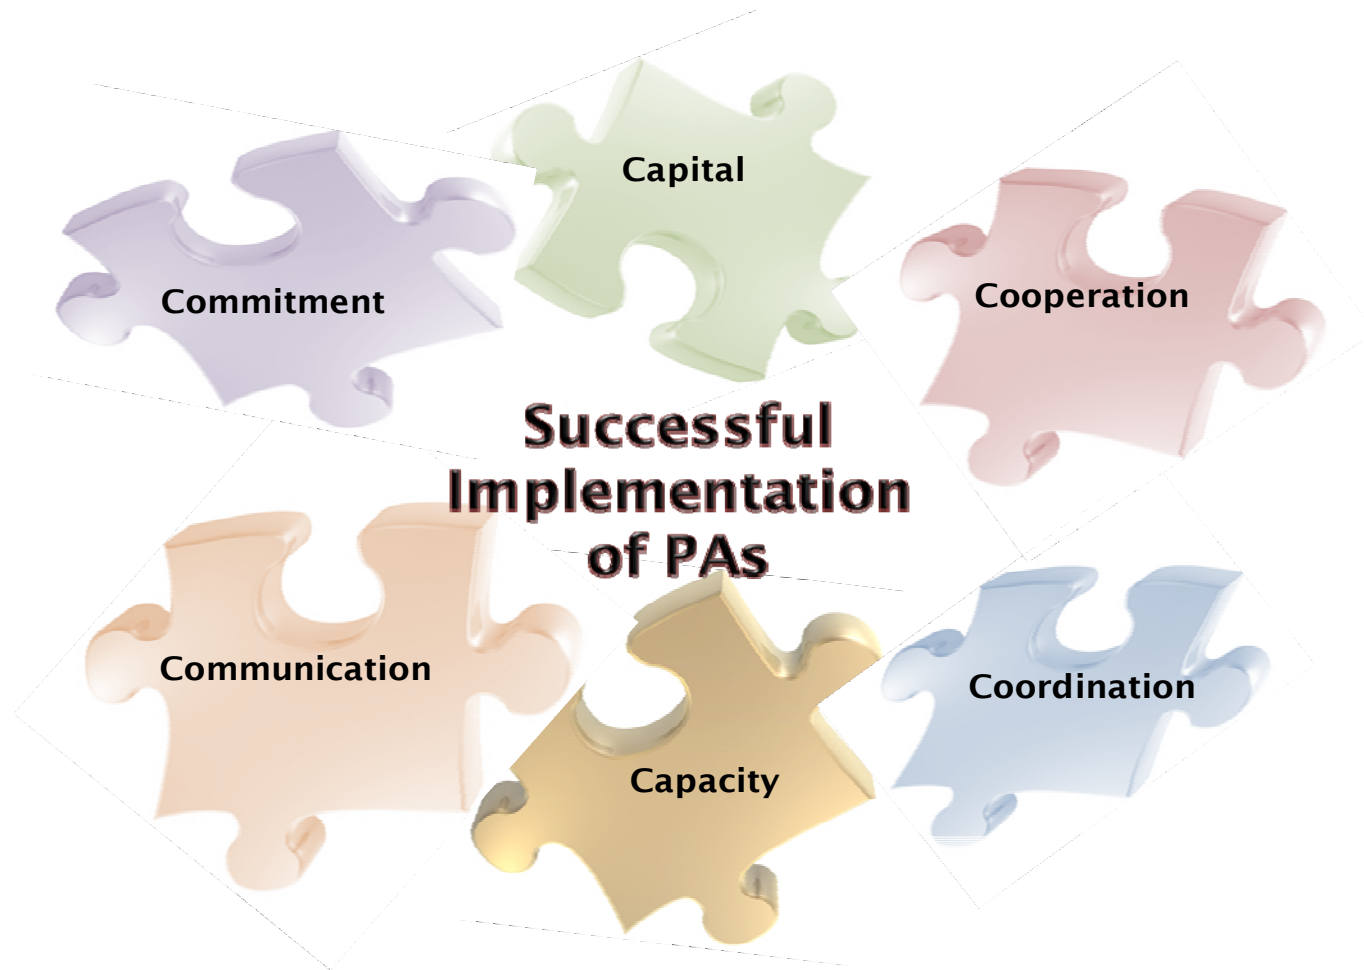 Capital
Commitment
Cooperation
Successful
Implementation
of PAs
Communication
Coordination
Capacity